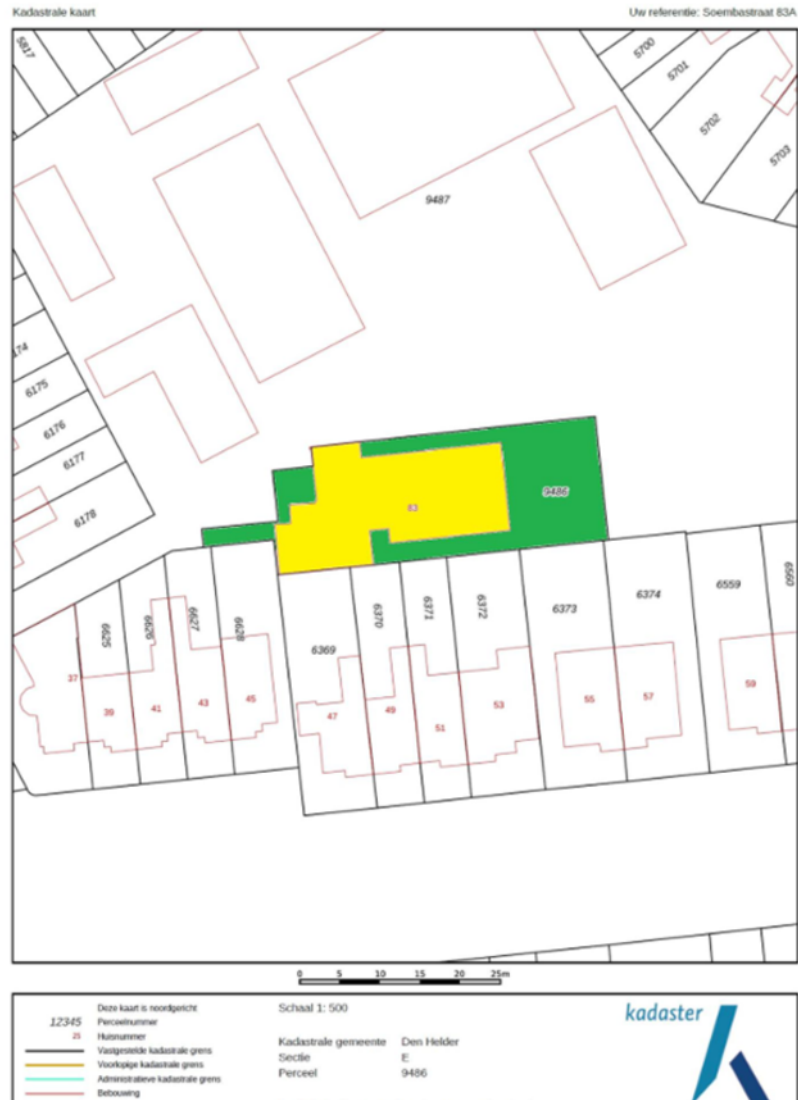 Kadastrale kaart
Uw referentie: Soembastraat 83A
5817
5700
5701
5702
5703
9487
74
6175
6176
6177
6178
9486
83
6625
6626
6627
6628
6369
6370
6371
6372
6373
6374
6559
6560
37
39
41
43
45
47
49
51
53
55
57
59
0 5 10 15 20 25m
Deze kaart is noordgericht
12345 Perceelnummer
25 Huisnummer
Vastgestelde kadastrale grens
Voorlopige kadastrale grens
Administratieve kadastrale grens
Bebouwing
Schaal 1: 500
Kadastrale gemeente Den Helder
Sectie E
Perceel 9486
kadaster